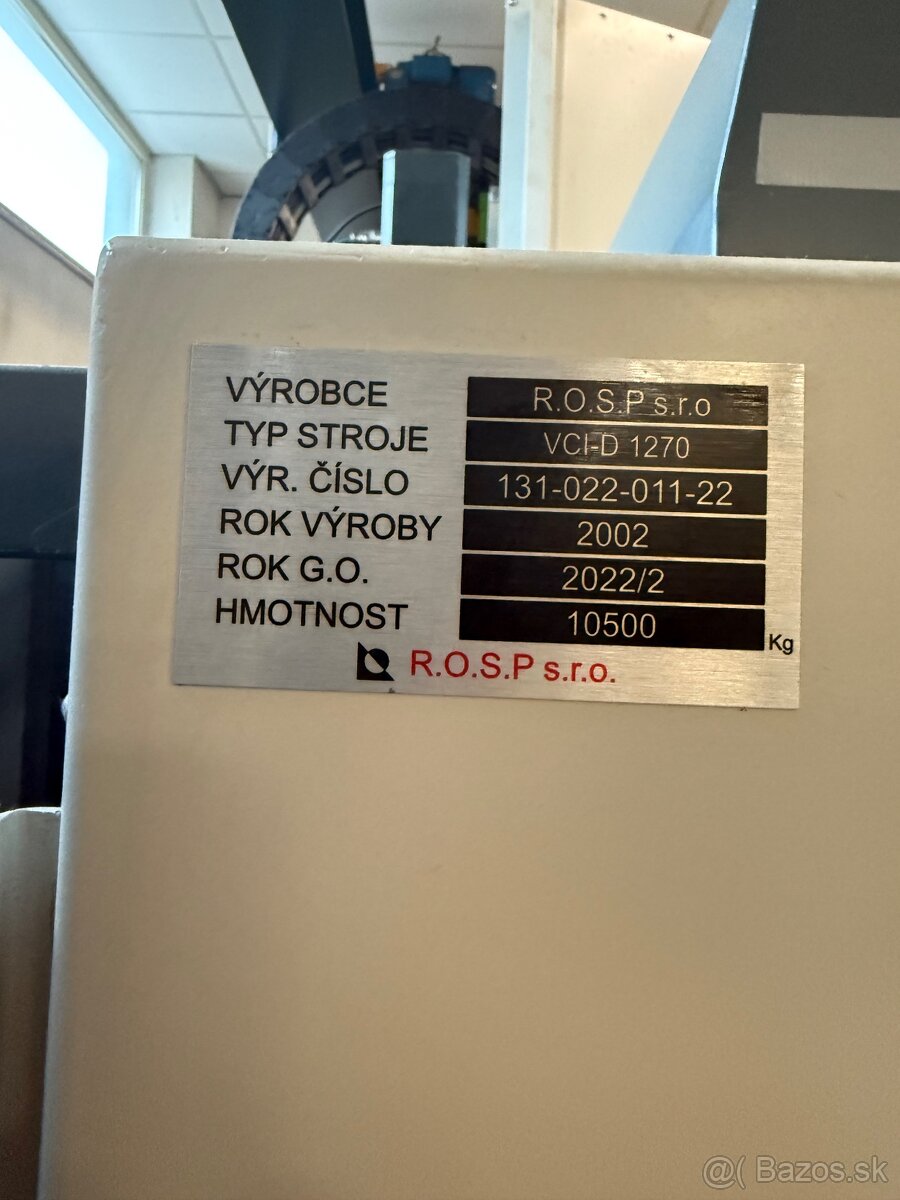 VÝROBCE R.O.S.P s.r.o
TYP STROJE VCI-D 1270
VÝR. ČÍSLO 131-022-011-22
ROK VÝROBY 2002
ROK G.O. 2022/2
HMOTNOST 10500 Kg
R.O.S.P s.r.o.
@( Bazos.sk